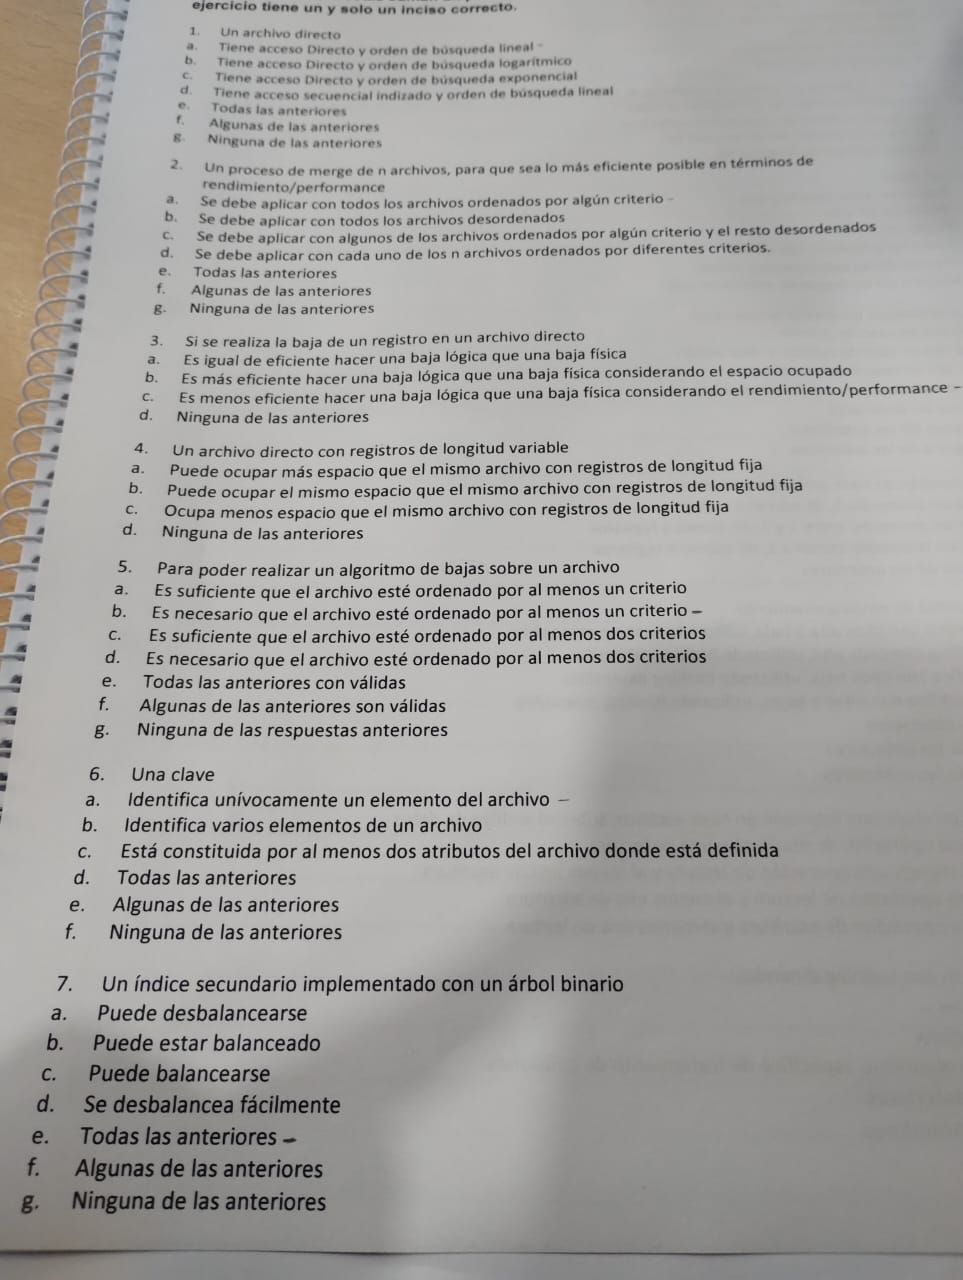 ejercicio tiene un y solo un inciso correcto.
1. Un archivo directo
a. Tiene acceso Directo y orden de búsqueda lineal -
b. Tiene acceso Directo y orden de búsqueda logarítmico
c. Tiene acceso Directo y orden de búsqueda exponencial
d. Tiene acceso secuencial indizado y orden de búsqueda lineal
e. Todas las anteriores
f. Algunas de las anteriores
g. Ninguna de las anteriores
2. Un proceso de merge de n archivos, para que sea lo más eficiente posible en términos de
rendimiento/performance
a. Se debe aplicar con todos los archivos ordenados por algún criterio -
b. Se debe aplicar con todos los archivos desordenados
c. Se debe aplicar con algunos de los archivos ordenados por algún criterio y el resto desordenados
d. Se debe aplicar con cada uno de los n archivos ordenados por diferentes criterios.
e. Todas las anteriores
f. Algunas de las anteriores
g. Ninguna de las anteriores
3. Si se realiza la baja de un registro en un archivo directo
a. Es igual de eficiente hacer una baja lógica que una baja física
b. Es más eficiente hacer una baja lógica que una baja física considerando el espacio ocupado
c. Es menos eficiente hacer una baja lógica que una baja física considerando el rendimiento/performance -
d. Ninguna de las anteriores
4. Un archivo directo con registros de longitud variable
a. Puede ocupar más espacio que el mismo archivo con registros de longitud fija
b. Puede ocupar el mismo espacio que el mismo archivo con registros de longitud fija
c. Ocupa menos espacio que el mismo archivo con registros de longitud fija
d. Ninguna de las anteriores
5. Para poder realizar un algoritmo de bajas sobre un archivo
a. Es suficiente que el archivo esté ordenado por al menos un criterio
b. Es necesario que el archivo esté ordenado por al menos un criterio -
c. Es suficiente que el archivo esté ordenado por al menos dos criterios
d. Es necesario que el archivo esté ordenado por al menos dos criterios
e. Todas las anteriores con válidas
f. Algunas de las anteriores son válidas
g. Ninguna de las respuestas anteriores
6. Una clave
a. Identifica unívocamente un elemento del archivo -
b. Identifica varios elementos de un archivo
c. Está constituida por al menos dos atributos del archivo donde está definida
d. Todas las anteriores
e. Algunas de las anteriores
f. Ninguna de las anteriores
7. Un índice secundario implementado con un árbol binario
a. Puede desbalancearse
b. Puede estar balanceado
c. Puede balancearse
d. Se desbalancea fácilmente
e. Todas las anteriores -
f. Algunas de las anteriores
g. Ninguna de las anteriores